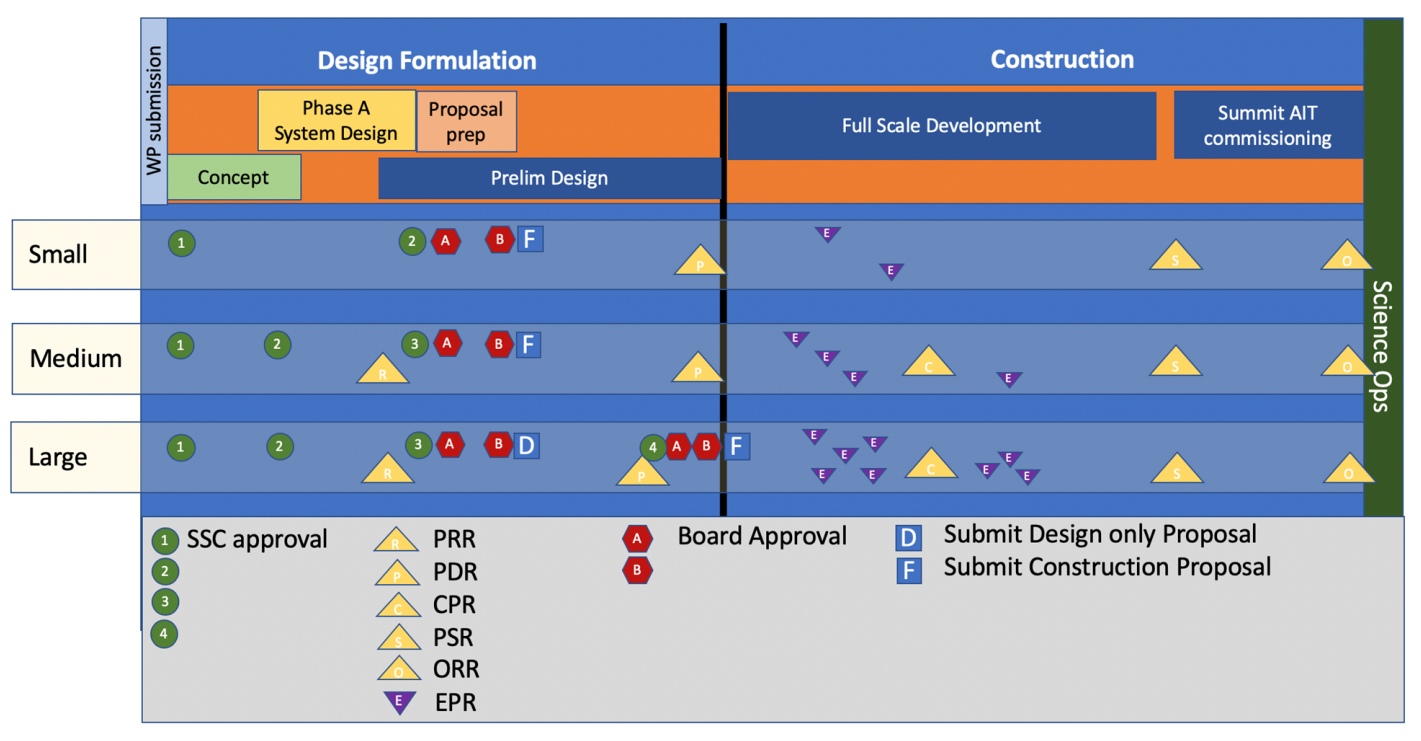 WP submission
Design Formulation
Construction
Phase A
System Design
Proposal
prep
Full Scale Development
Summit AIT
commissioning
Concept
Prelim Design
Small
1
2
A
B
F
P
E
E
S
O
Medium
1
2
R
3
A
B
F
P
E
E
E
C
E
S
O
Large
1
2
R
3
A
B
D
P
4
A
B
F
E
E
E
E
E
C
E
E
E
S
O
Science Ops
1 SSC approval
2
3
4
R PRR
P PDR
C CPR
S PSR
O ORR
E EPR
A Board Approval
B
D Submit Design only Proposal
F Submit Construction Proposal